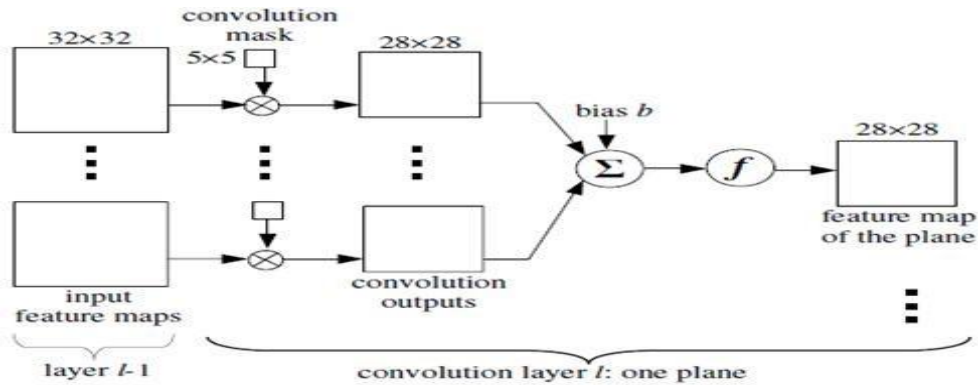 convolution
mask
32×32
5×5
28×28
bias b
Σ
f
28×28
feature map
of the plane
input
feature maps
convolution
outputs
layer l-1
convolution layer l: one plane